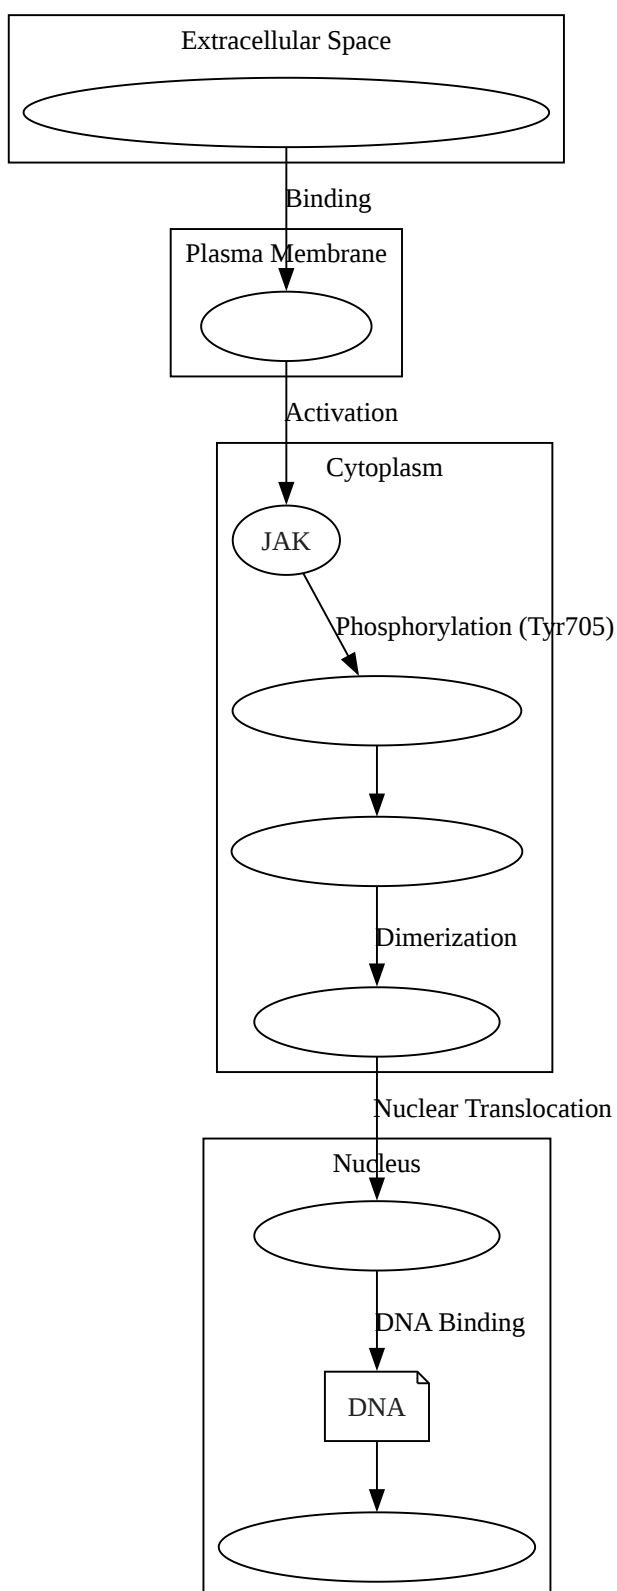 Extracellular Space
Binding
Plasma Membrane
Activation
Cytoplasm
JAK
Phosphorylation (Tyr705)
Dimerization
Nuclear Translocation
Nucleus
DNA Binding
DNA